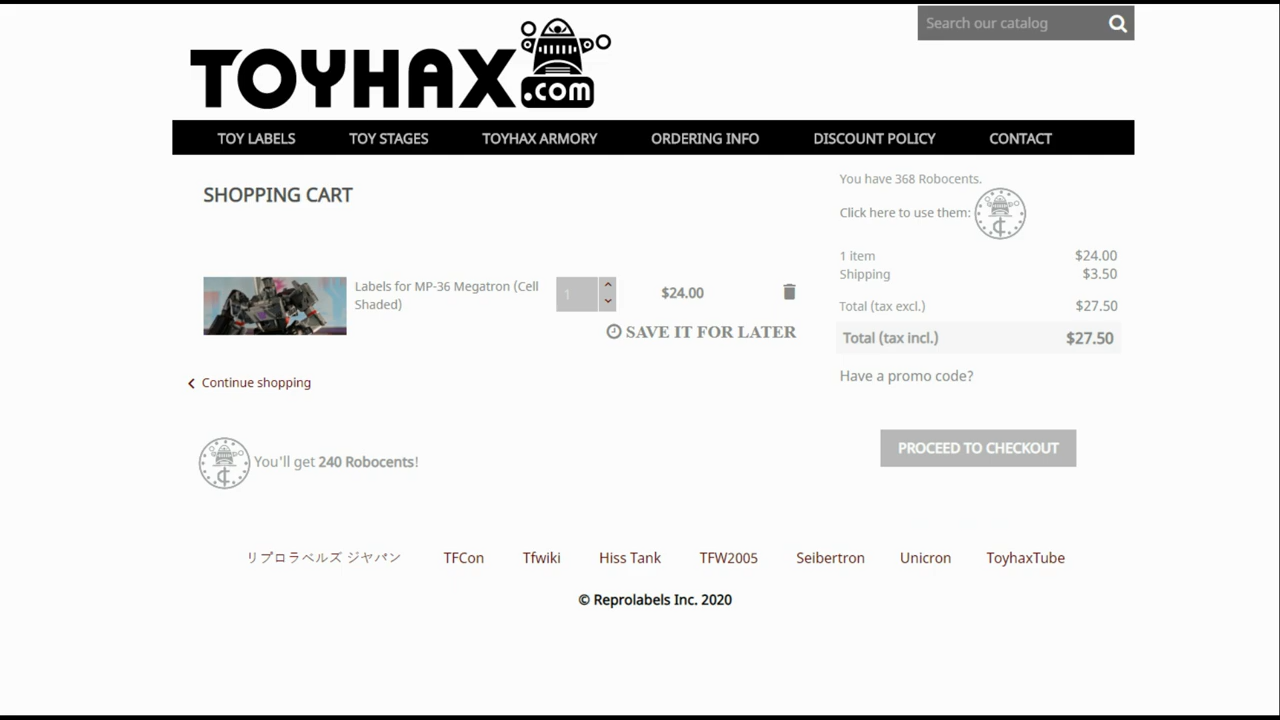 Search our catalog
TOYHAX
.com
TOY LABELS TOY STAGES TOYHAX ARMORY ORDERING INFO DISCOUNT POLICY CONTACT
SHOPPING CART
You have 368 Robocents.
Click here to use them:
1 item $24.00
Shipping $3.50
Total (tax excl.) $27.50
Total (tax incl.) $27.50
Have a promo code?
PROCEED TO CHECKOUT
Labels for MP-36 Megatron (Cell
Shaded)
1
$24.00
SAVE IT FOR LATER
Continue shopping
You'll get 240 Robocents!
リプロラベルズ ジャパン TFCon Tfwiki Hiss Tank TFW2005 Seibertron Unicron ToyhaxTube
© Reprolabels Inc. 2020